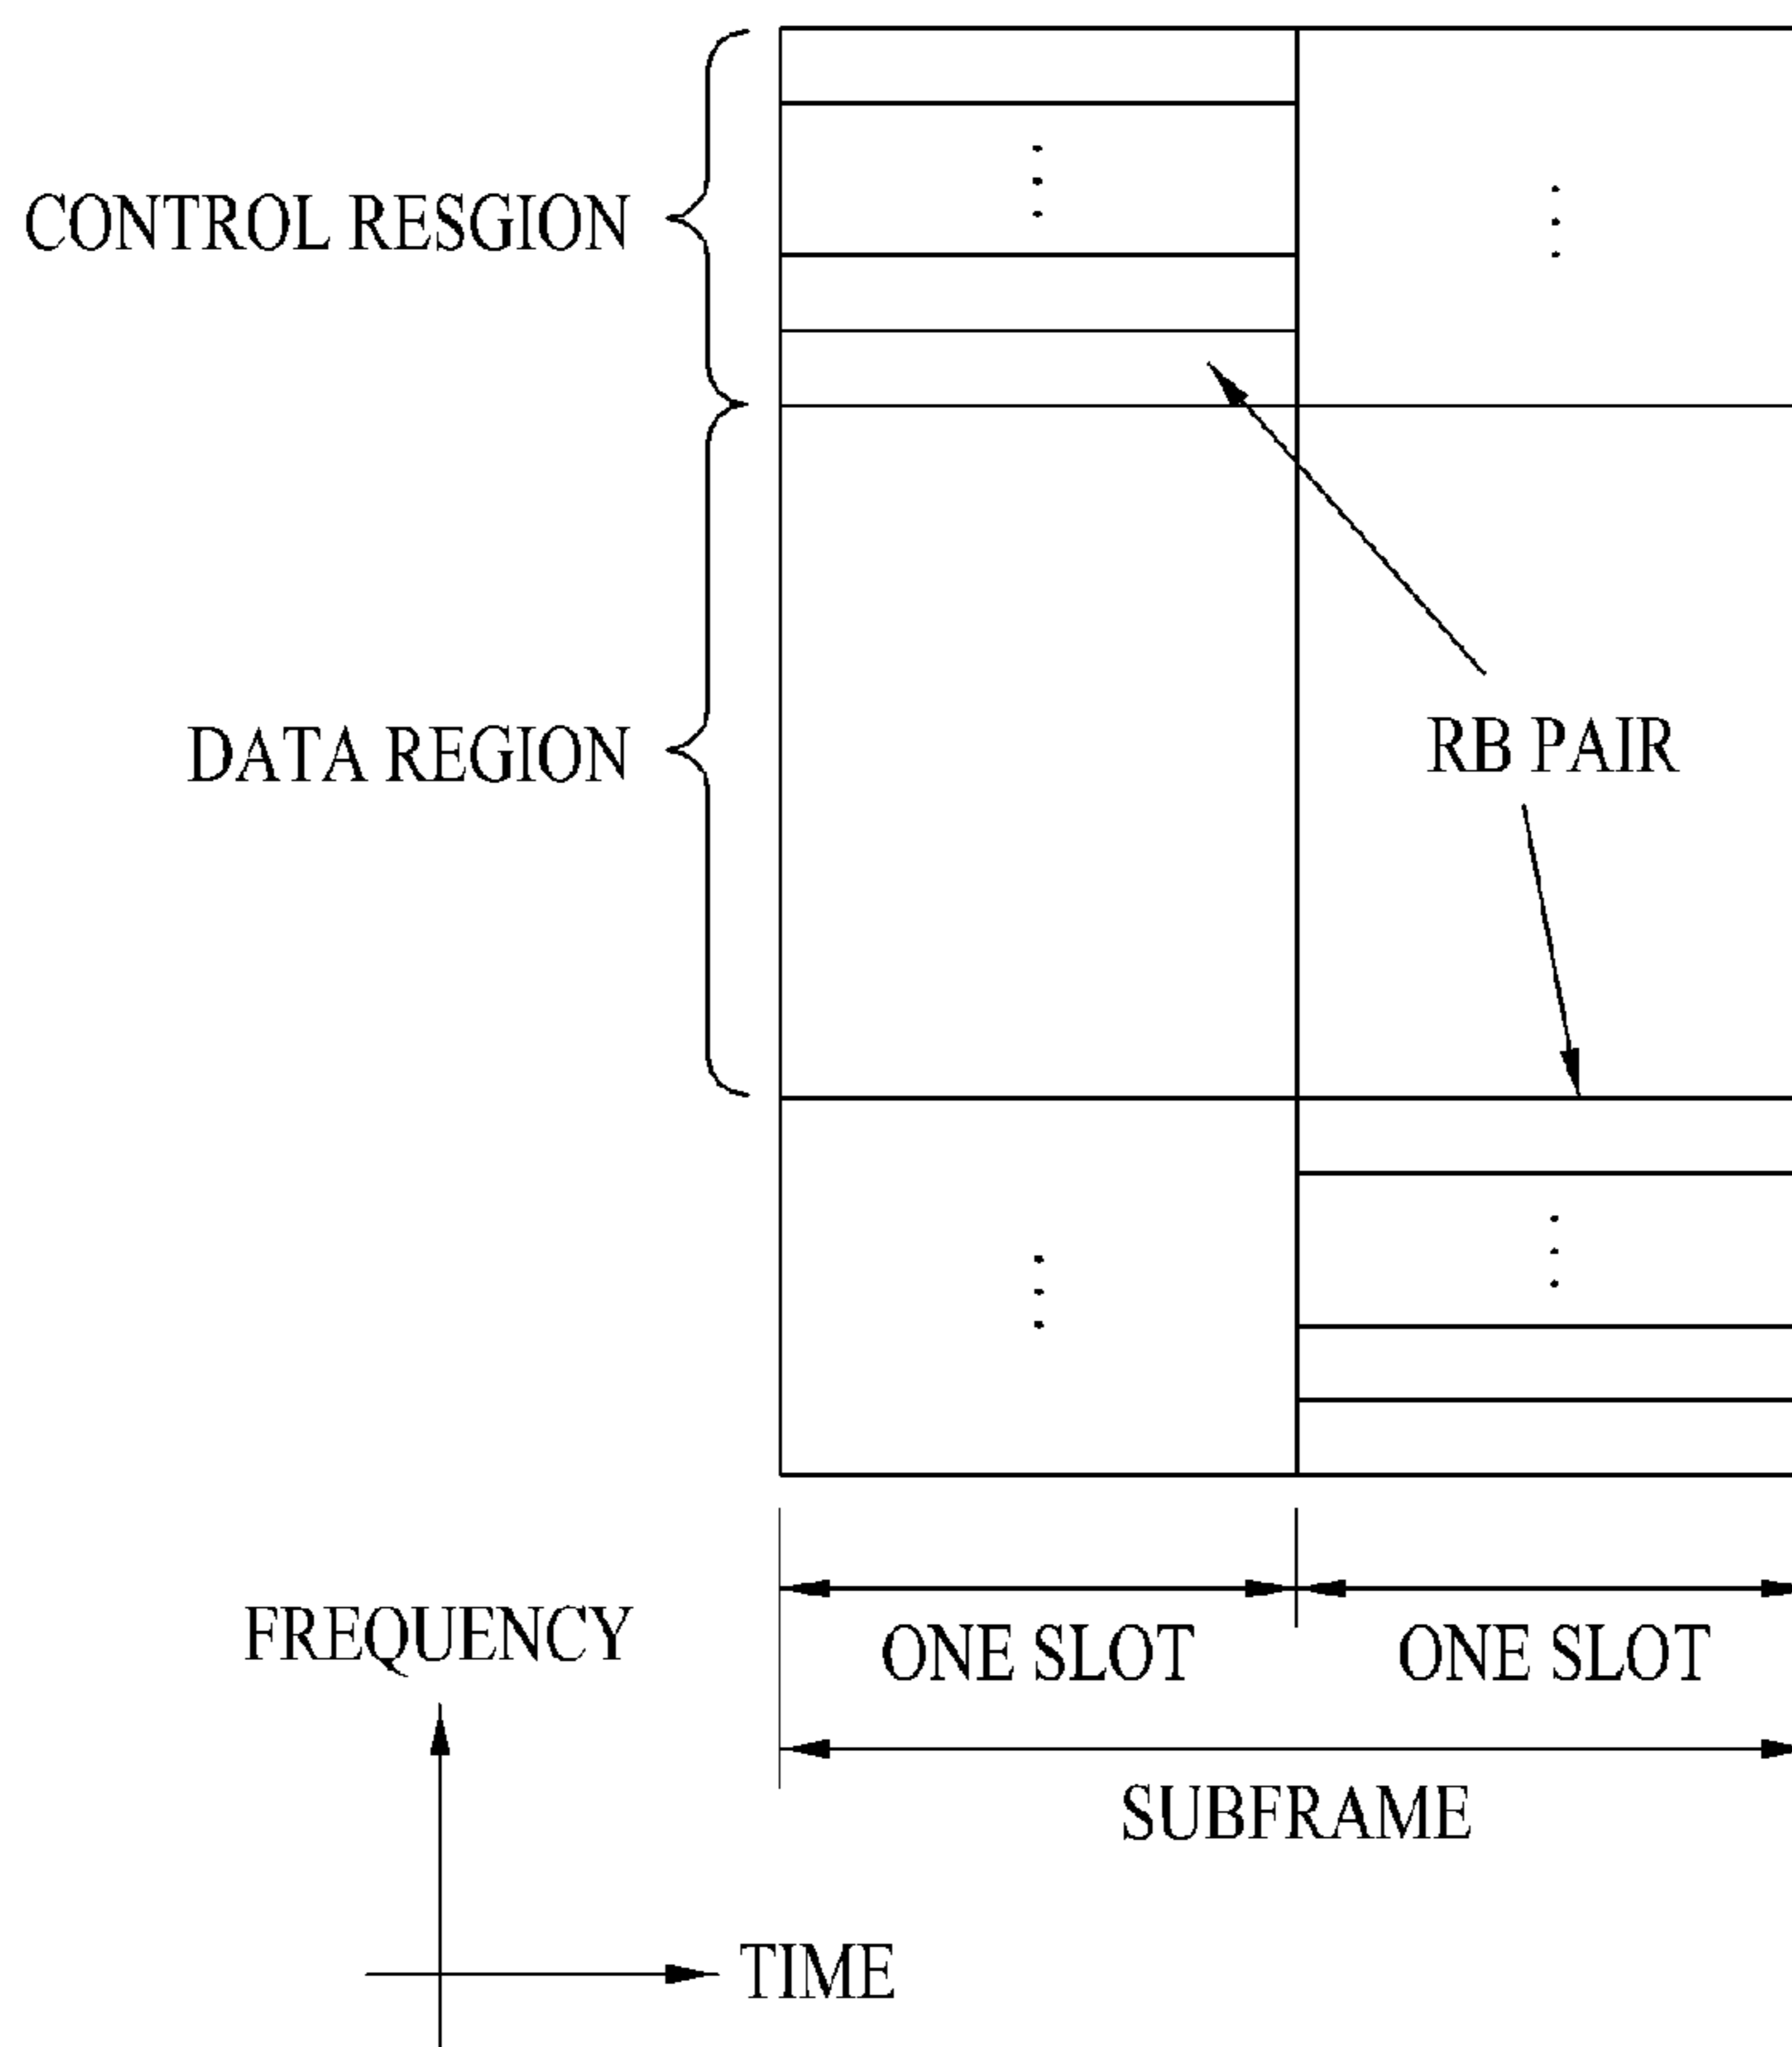 CONTROL RESGION
DATA REGION
RB PAIR
FREQUENCY
ONE SLOT
ONE SLOT
SUBFRAME
TIME